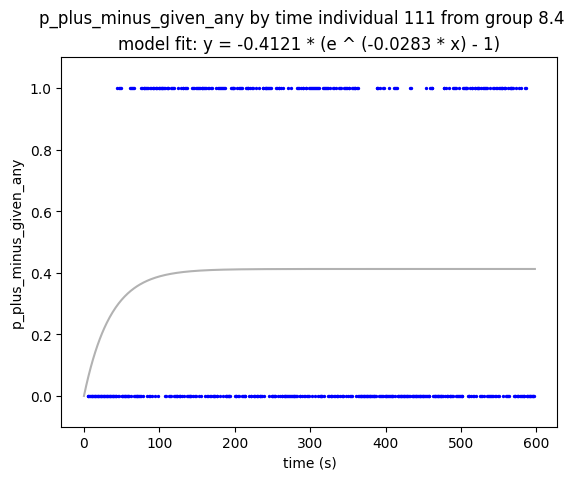 p_plus_minus_given_any by time individual 111 from group 8.4
model fit: y = -0.4121 * (e ^ (-0.0283 * x) - 1)
1.0
0.8
0.6
0.4
0.2
0.0
p_plus_minus_given_any
0 100 200 300 400 500 600
time (s)